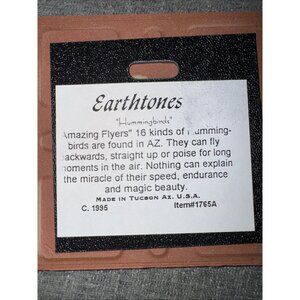 Earthtones
"Hummingbirds"
"Amazing Flyers" 16 kinds of humming-
birds are found in AZ. They can fly
backwards, straight up or poise for long
moments in the air. Nothing can explain
the miracle of their speed, endurance
and magic beauty.
Made in Tucson Az. U.S.A.
C. 1995 Item#1765A